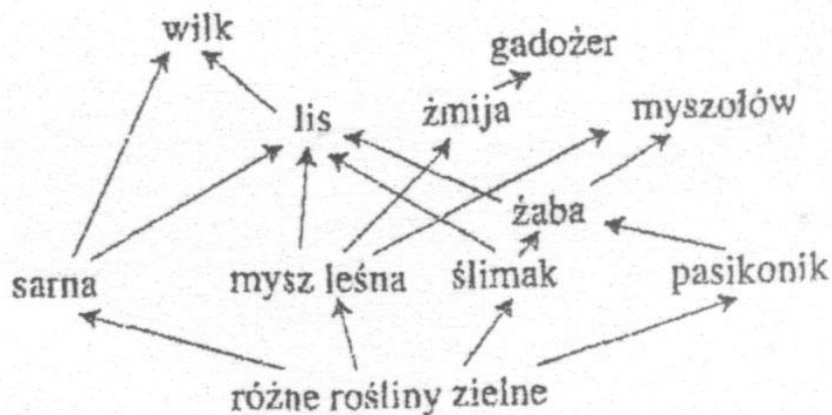 wilk
gadożer
lis
żmija
myszołów
żaba
sarna
mysz leśna
ślimak
pasikonik
różne rośliny zielne